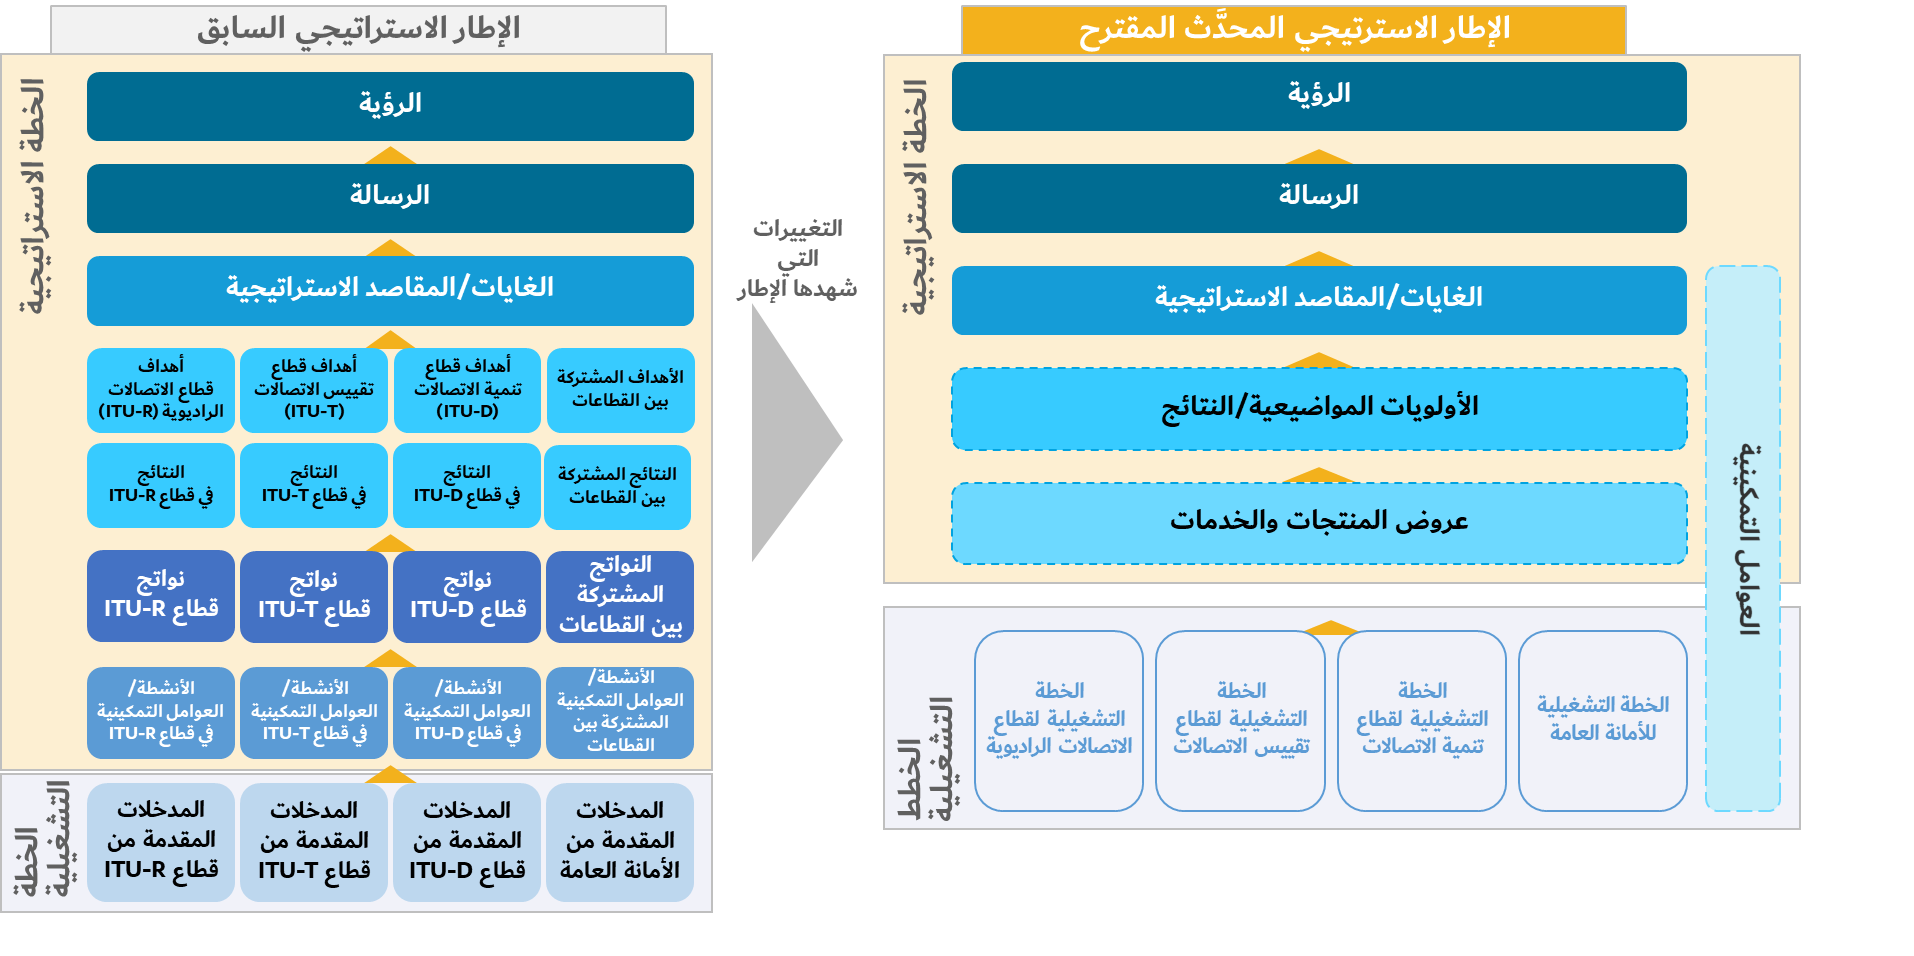 الإطار الاستراتيجي السابق
الخطة الاستراتيجية
الرؤية
الرسالة
الغايات/المقاصد الاستراتيجية
الأهداف المشتركة
بين القطاعات
أهداف قطاع
تنمية الاتصالات
(ITU-D)
أهداف قطاع
تقييس الاتصالات
(ITU-T)
أهداف
قطاع الاتصالات
الراديوية (ITU-R)
النتائج المشتركة
بين القطاعات
النتائج
في قطاع ITU-D
النتائج
في قطاع ITU-T
النتائج
في قطاع ITU-R
النواتج
المشتركة
بين القطاعات
نواتج
قطاع ITU-D
نواتج
قطاع ITU-T
نواتج
قطاع ITU-R
الأنشطة/
العوامل التمكينية
المشتركة بين
القطاعات
الأنشطة/
العوامل التمكينية
في قطاع ITU-D
الأنشطة/
العوامل التمكينية
في قطاع ITU-T
الأنشطة/
العوامل التمكينية
في قطاع ITU-R
الخطة
التشغيلية
المدخلات
المقدمة من
الأمانة العامة
المدخلات
المقدمة من
قطاع ITU-D
المدخلات
المقدمة من
قطاع ITU-T
المدخلات
المقدمة من
قطاع ITU-R
التغييرات
التي
شهدها الإطار
الإطار الاسترتيجي المحدَّث المقترح
الخطة الاستراتيجية
الرؤية
الرسالة
الغايات/المقاصد الاستراتيجية
الأولويات المواضيعية/النتائج
عروض المنتجات والخدمات
العوامل التمكينية
الخطط
التشغيلية
الخطة التشغيلية
للأمانة العامة
الخطة
التشغيلية لقطاع
تنمية الاتصالات
الخطة
التشغيلية لقطاع
تقييس الاتصالات
الخطة
التشغيلية لقطاع
الاتصالات الراديوية